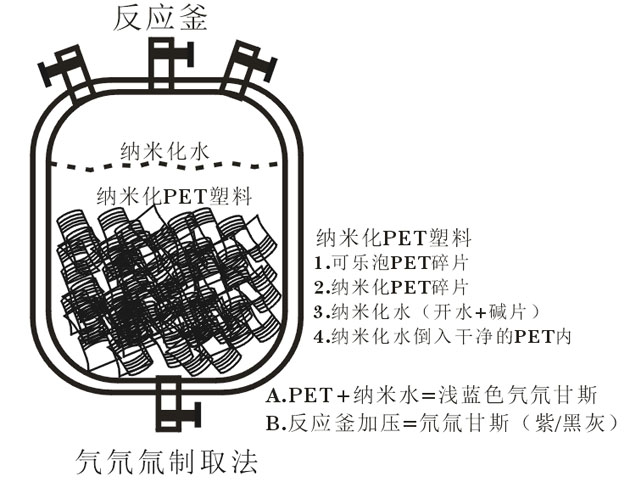 反应釜
纳米化水
纳米化PET塑料
纳米化PET塑料
1.可乐泡PET碎片
2.纳米化PET碎片
3.纳米化水（开水+碱片）
4.纳米化水倒入干净的PET内
A.PET+纳米水=浅蓝色氕氘甘斯
B.反应釜加压=氘氚甘斯（紫/黑灰）
氕氘氚制取法